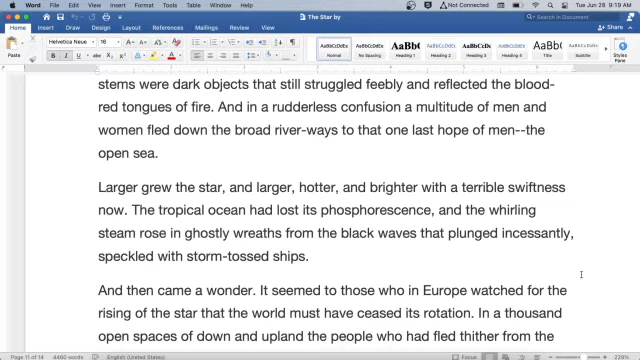 Word File Edit View Insert Format Tools Table Window Help
Not Connected
Tue Jun 28 9:19 AM
The Star by
Search in Document
Home Insert Draw Design Layout References Mailings Review View
Share
Paste
Helvetica Neue 16
AaBbCcDdEe AaBbCcDdEe
Normal No Spacing Heading 1 Heading 2 Heading 3 Heading 4 Title Subtitle
Styles
Pane
stems were dark objects that still struggled feebly and reflected the blood-
red tongues of fire. And in a rudderless confusion a multitude of men and
women fled down the broad river-ways to that one last hope of men--the
open sea.
Larger grew the star, and larger, hotter, and brighter with a terrible swiftness
now. The tropical ocean had lost its phosphorescence, and the whirling
steam rose in ghostly wreaths from the black waves that plunged incessantly,
speckled with storm-tossed ships.
And then came a wonder. It seemed to those who in Europe watched for the
rising of the star that the world must have ceased its rotation. In a thousand
open spaces of down and upland the people who had fled thither from the
Page 11 of 14 4460 words English (United States) Focus 229%